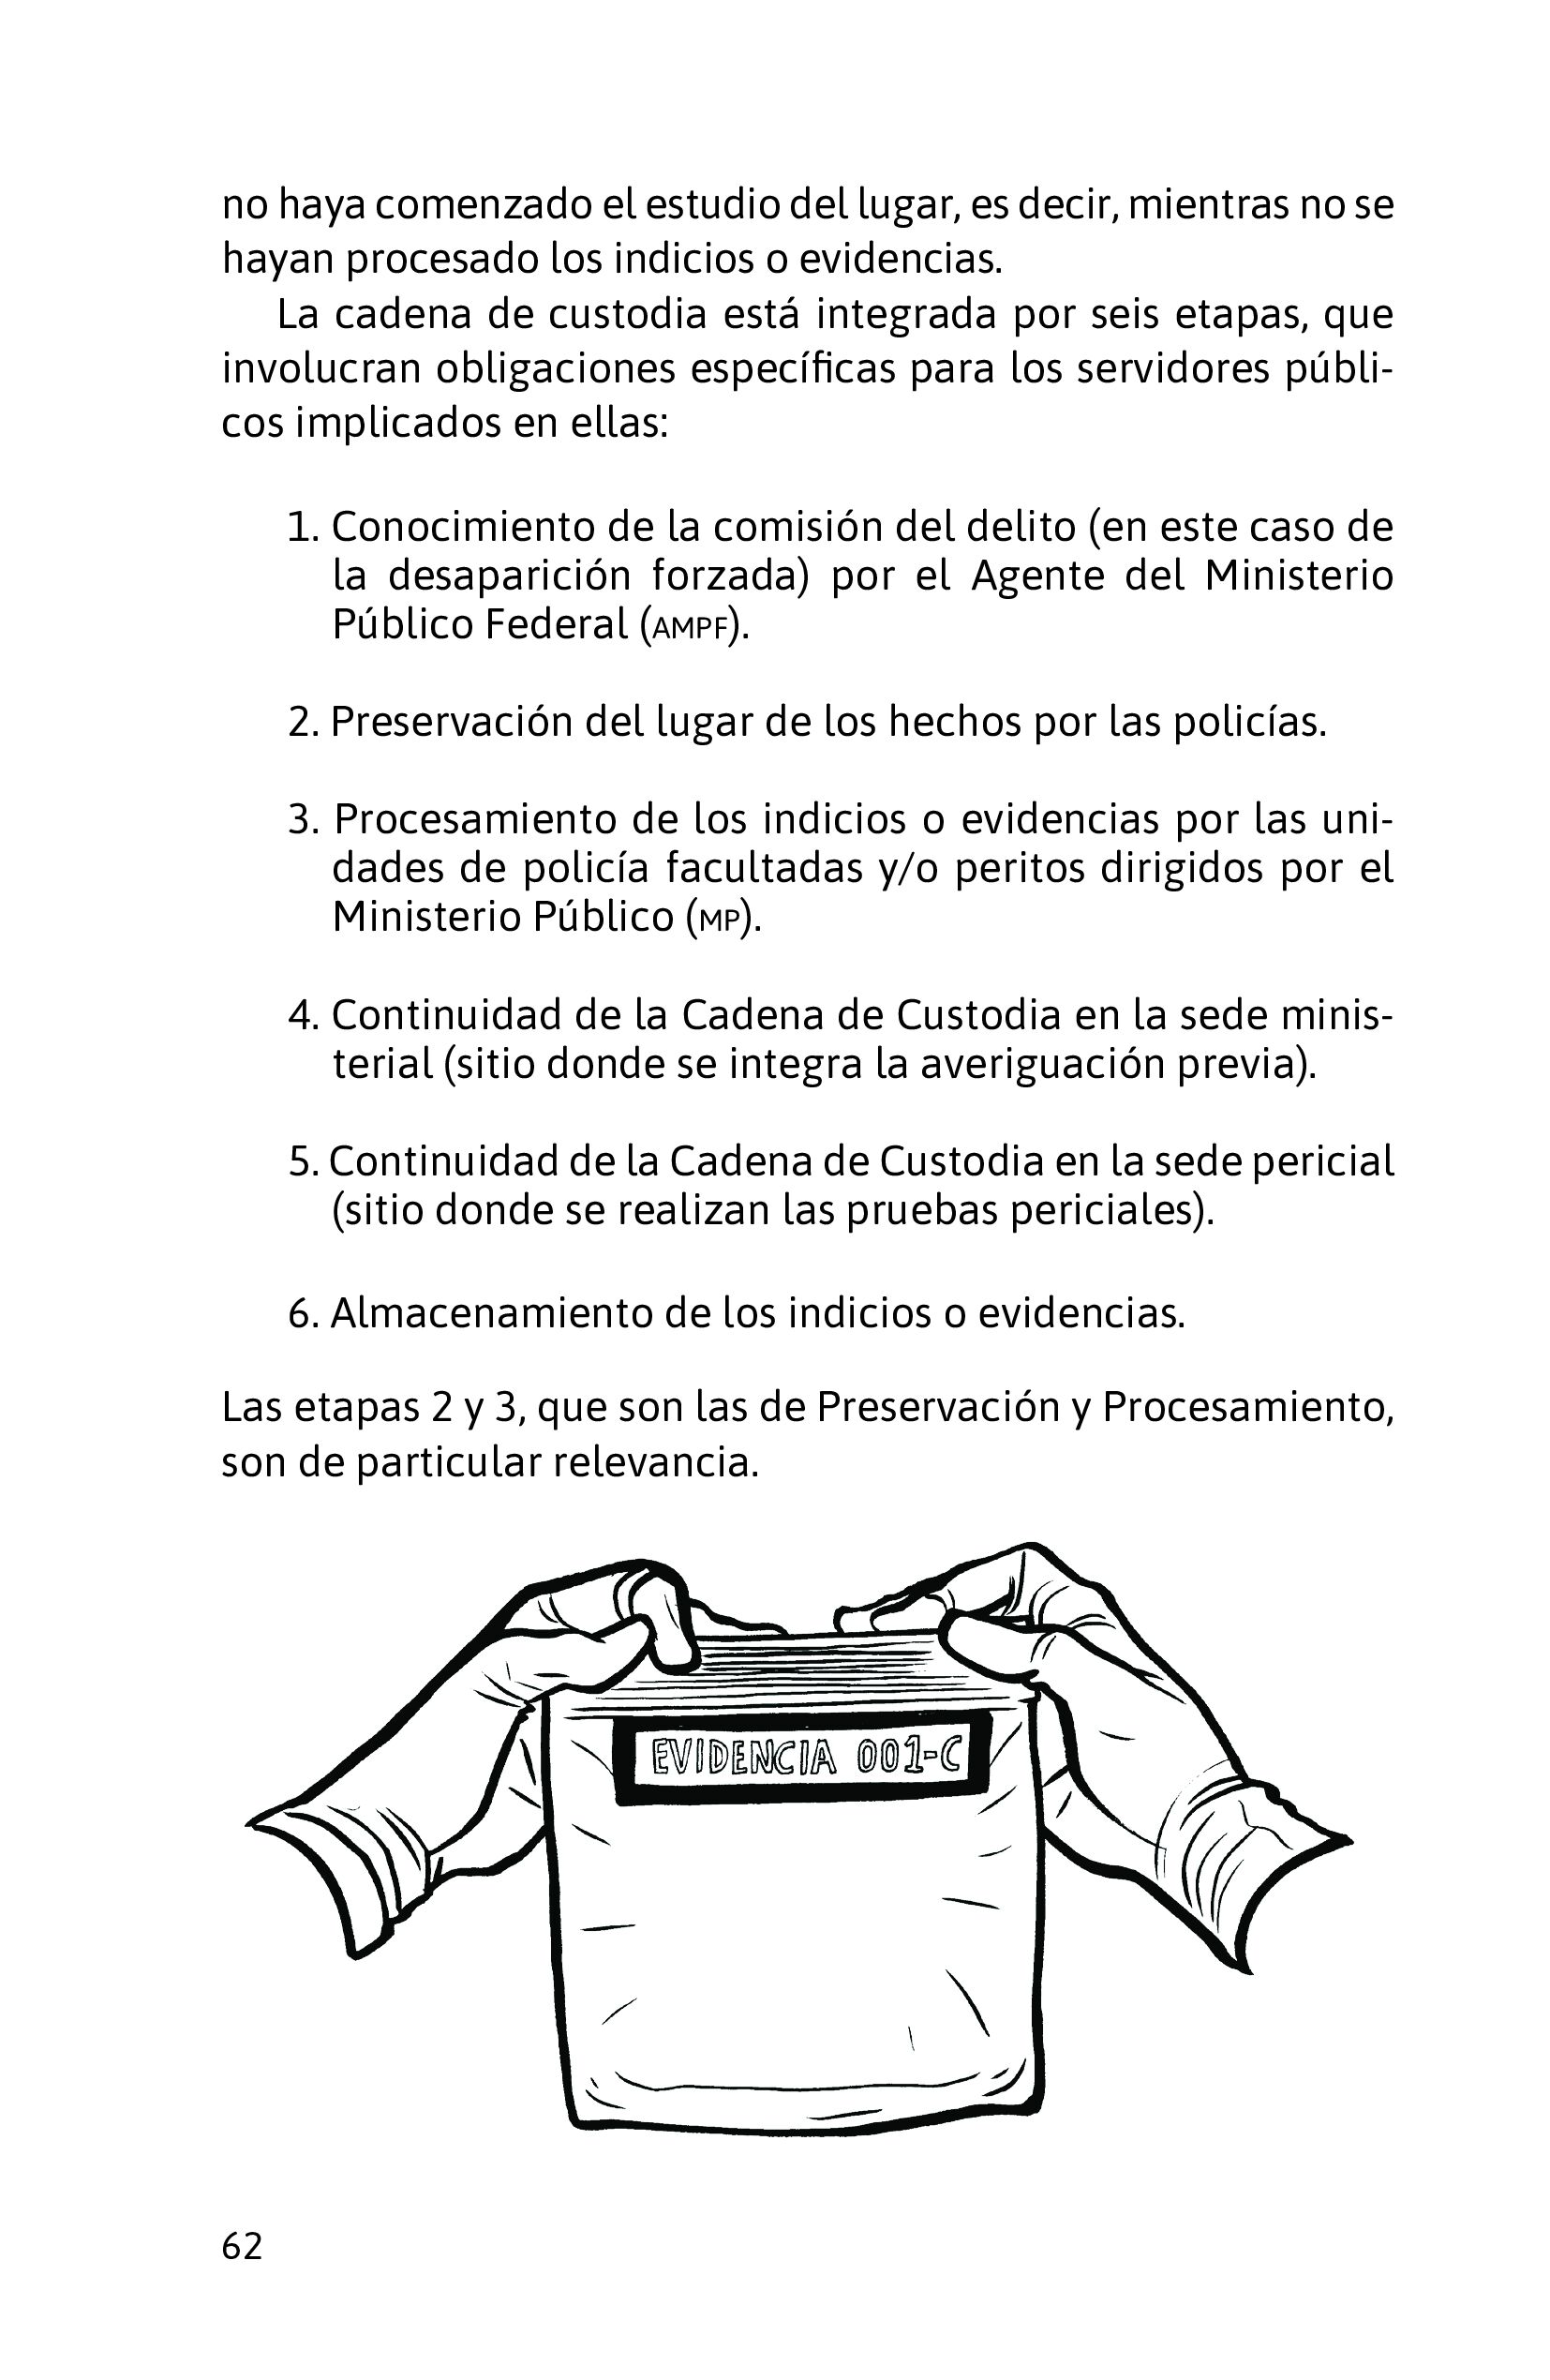 no haya comenzado el estudio del lugar, es decir, mientras no se
hayan procesado los indicios o evidencias.
La cadena de custodia está integrada por seis etapas, que
involucran obligaciones específicas para los servidores públi-
cos implicados en ellas:
1. Conocimiento de la comisión del delito (en este caso de
la desaparición forzada) por el Agente del Ministerio
Público Federal (AMPF).
2. Preservación del lugar de los hechos por las policías.
3. Procesamiento de los indicios o evidencias por las uni-
dades de policía facultadas y/o peritos dirigidos por el
Ministerio Público (MP).
4. Continuidad de la Cadena de Custodia en la sede minis-
terial (sitio donde se integra la averiguación previa).
5. Continuidad de la Cadena de Custodia en la sede pericial
(sitio donde se realizan las pruebas periciales).
6. Almacenamiento de los indicios o evidencias.
Las etapas 2 y 3, que son las de Preservación y Procesamiento,
son de particular relevancia.
EVIDENCIA 001-C
62